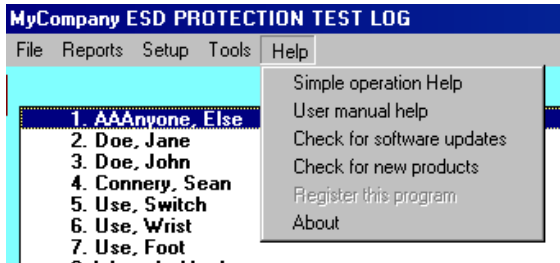 MyCompany ESD PROTECTION TEST LOG
File Reports Setup Tools Help
Simple operation Help
User manual help
Check for software updates
Check for new products
Register this program
About
1. AAAnyone, Else
2. Doe, Jane
3. Doe, John
4. Connery, Sean
5. Use, Switch
6. Use, Wrist
7. Use, Foot